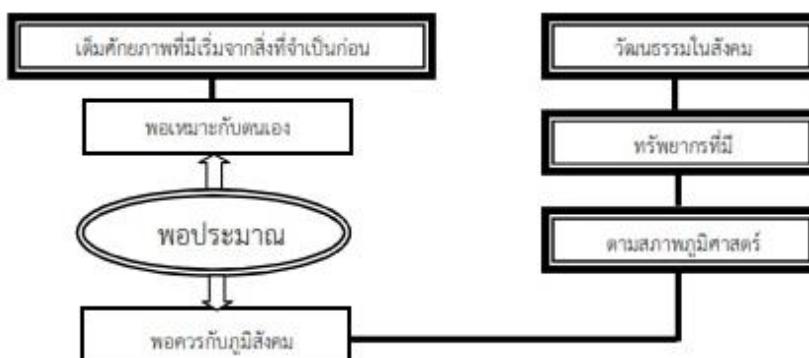 เต็มศักยภาพที่มีเริ่มจากสิ่งที่จำเป็นก่อน
พอเหมาะกับตนเอง
พอประมาณ
พอควรกับภูมิสังคม
วัฒนธรรมในสังคม
ทรัพยากรที่มี
ตามสภาพภูมิศาสตร์